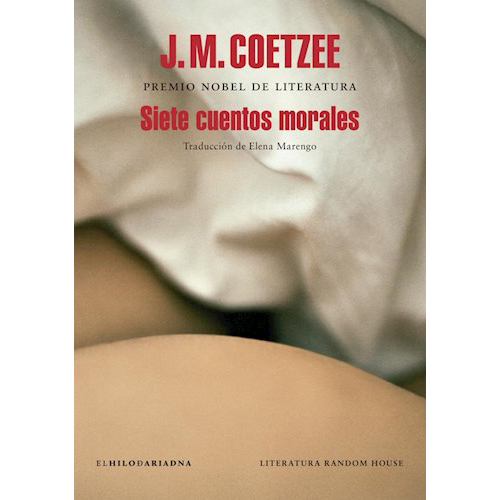 J. M. COETZEE
PREMIO NOBEL DE LITERATURA
Siete cuentos morales
Traducción de Elena Marengo
ELHILODARIADNA LITERATURA RANDOM HOUSE